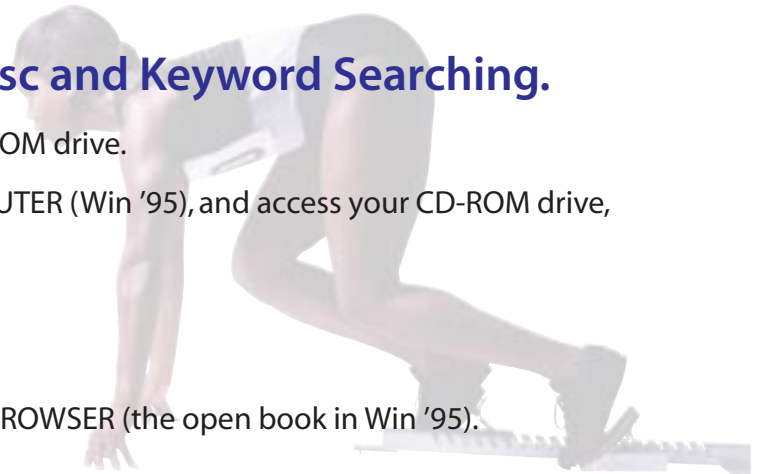 sc and Keyword Searching.
OM drive.
UTER (Win ’95), and access your CD-ROM drive,
ROWSER (the open book in Win ’95).